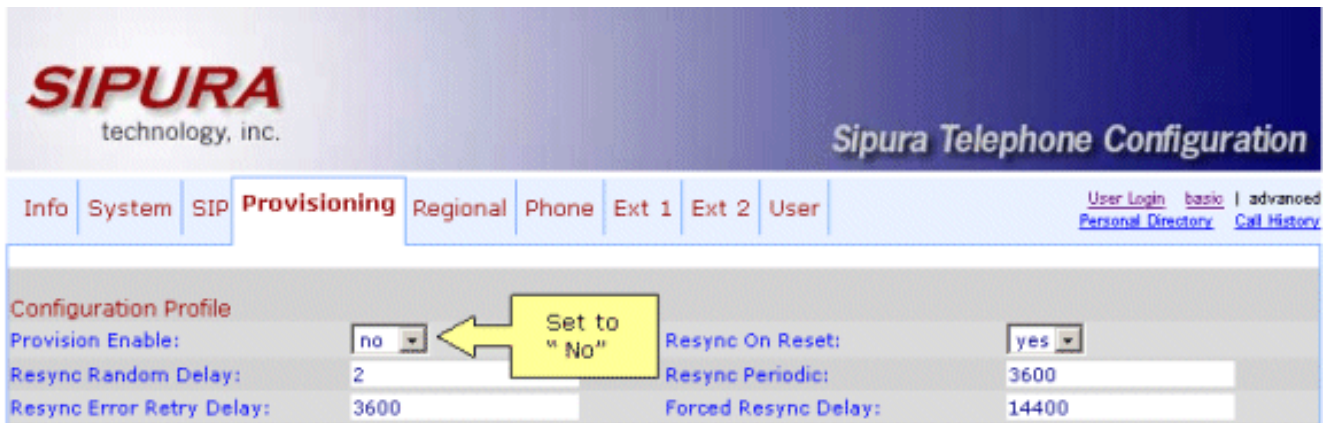 SIPURA
technology, inc.
Sipura Telephone Configuration
Info System SIP Provisioning Regional Phone Ext 1 Ext 2 User
User Login basic | advanced
Personal Directory Call History
Configuration Profile
Provision Enable: no Set to " No" Resync On Reset: yes
Resync Random Delay: 2 Resync Periodic: 3600
Resync Error Retry Delay: 3600 Forced Resync Delay: 14400